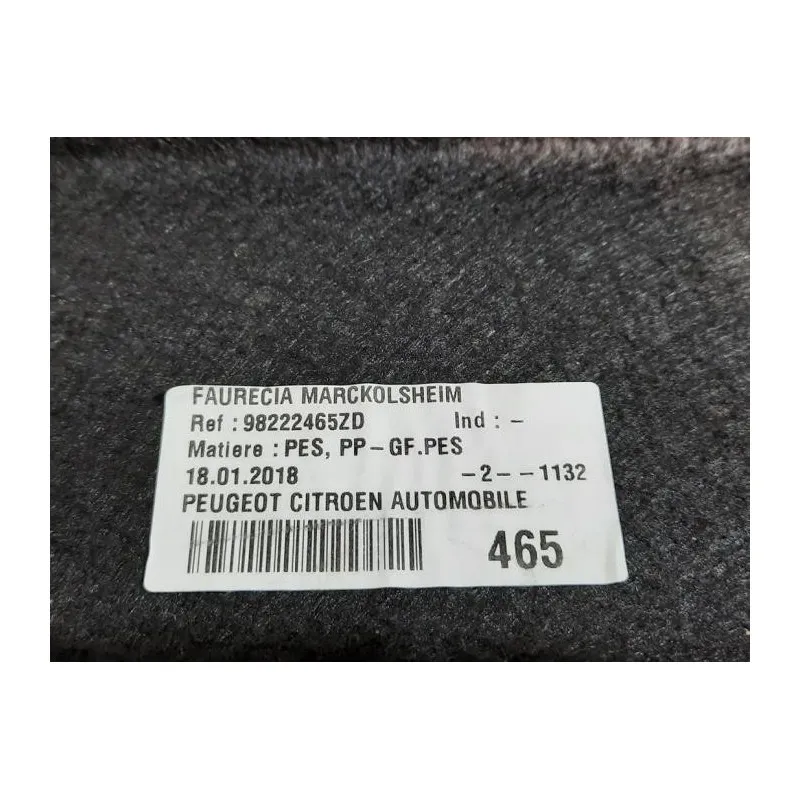 FAURECIA MARCKOLSHEIM
Ref : 98222465ZD Ind : -
Matiere : PES, PP-GF.PES
18.01.2018 -2--1132
PEUGEOT CITROEN AUTOMOBILE
465